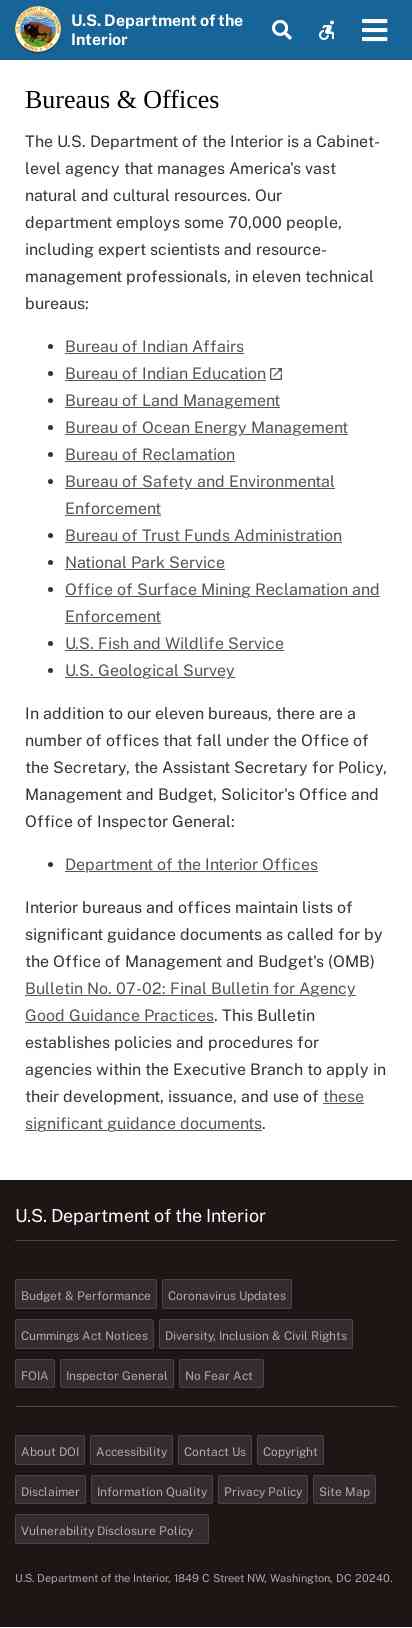 U.S. Department of the
Interior
Bureaus & Offices
The U.S. Department of the Interior is a Cabinet-
level agency that manages America's vast
natural and cultural resources. Our
department employs some 70,000 people,
including expert scientists and resource-
management professionals, in eleven technical
bureaus:
• Bureau of Indian Affairs
• Bureau of Indian Education
• Bureau of Land Management
• Bureau of Ocean Energy Management
• Bureau of Reclamation
• Bureau of Safety and Environmental
Enforcement
• Bureau of Trust Funds Administration
• National Park Service
• Office of Surface Mining Reclamation and
Enforcement
• U.S. Fish and Wildlife Service
• U.S. Geological Survey
In addition to our eleven bureaus, there are a
number of offices that fall under the Office of
the Secretary, the Assistant Secretary for Policy,
Management and Budget, Solicitor's Office and
Office of Inspector General:
• Department of the Interior Offices
Interior bureaus and offices maintain lists of
significant guidance documents as called for by
the Office of Management and Budget's (OMB)
Bulletin No. 07-02: Final Bulletin for Agency
Good Guidance Practices. This Bulletin
establishes policies and procedures for
agencies within the Executive Branch to apply in
their development, issuance, and use of these
significant guidance documents.
U.S. Department of the Interior
Budget & Performance Coronavirus Updates
Cummings Act Notices Diversity, Inclusion & Civil Rights
FOIA Inspector General No Fear Act
About DOI Accessibility Contact Us Copyright
Disclaimer Information Quality Privacy Policy Site Map
Vulnerability Disclosure Policy
U.S. Department of the Interior, 1849 C Street NW, Washington, DC 20240.